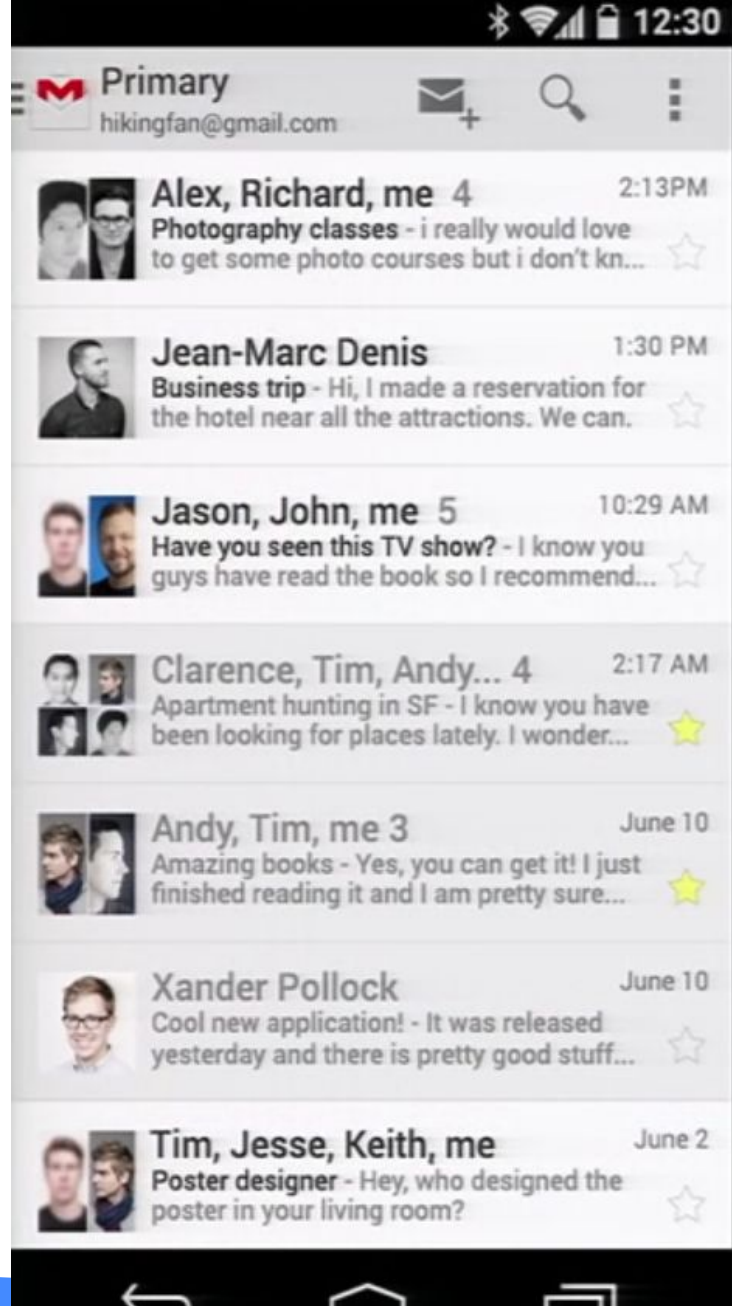 12:30
Primary
hikingfan@gmail.com
Alex, Richard, me 4 2:13PM
Photography classes - i really would love
to get some photo courses but i don't kn...
Jean-Marc Denis 1:30 PM
Business trip - Hi, I made a reservation for
the hotel near all the attractions. We can.
Jason, John, me 5 10:29 AM
Have you seen this TV show? - I know you
guys have read the book so I recommend...
Clarence, Tim, Andy... 4 2:17 AM
Apartment hunting in SF - I know you have
been looking for places lately. I wonder...
Andy, Tim, me 3 June 10
Amazing books - Yes, you can get it! I just
finished reading it and I am pretty sure...
Xander Pollock June 10
Cool new application! - It was released
yesterday and there is pretty good stuff...
Tim, Jesse, Keith, me June 2
Poster designer - Hey, who designed the
poster in your living room?